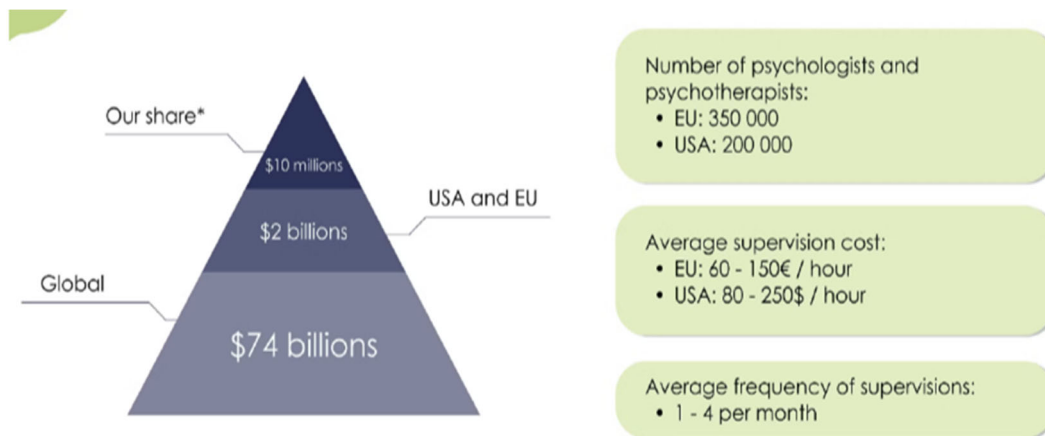 Our share*
$10 millions
USA and EU
$2 billions
Global
$74 billions
Number of psychologists and
psychotherapists:
• EU: 350 000
• USA: 200 000
Average supervision cost:
• EU: 60 - 150€ / hour
• USA: 80 - 250$ / hour
Average frequency of supervisions:
• 1 - 4 per month